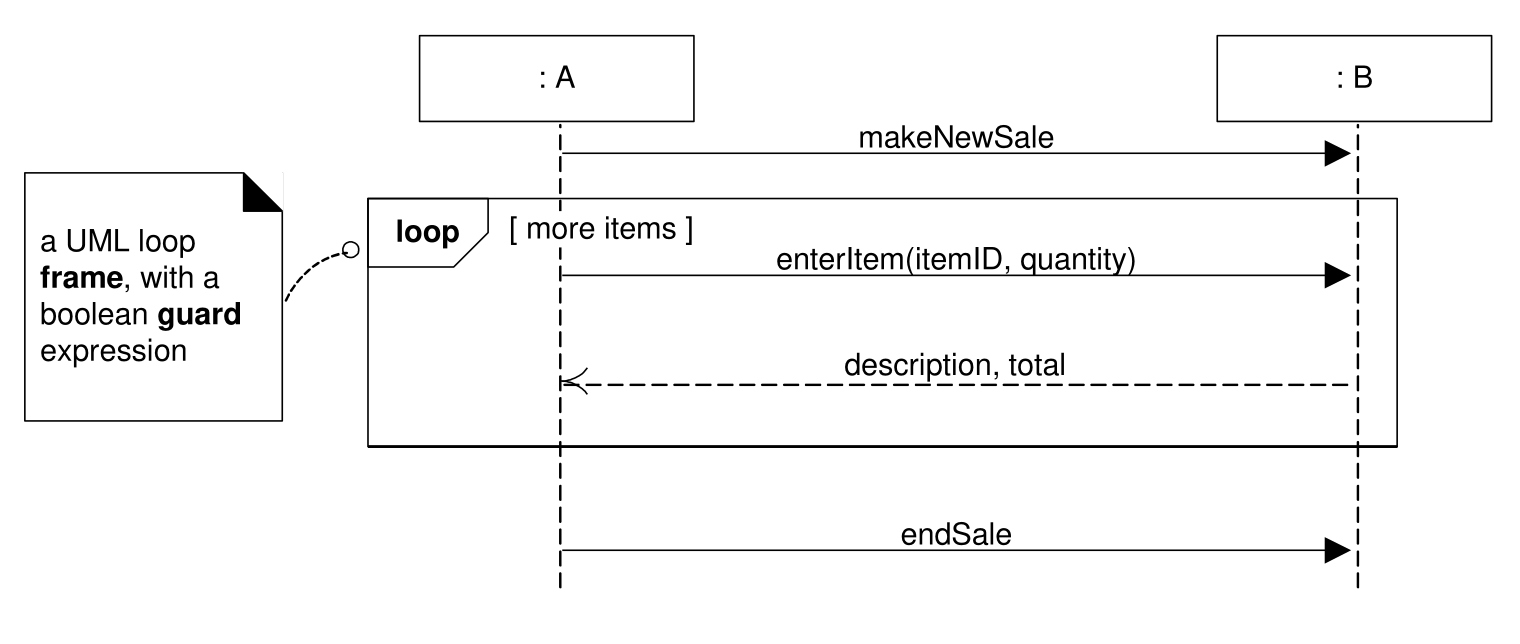 : A
: B
makeNewSale
a UML loop
frame, with a
boolean guard
expression
loop
[ more items ]
enterItem(itemID, quantity)
description, total
endSale